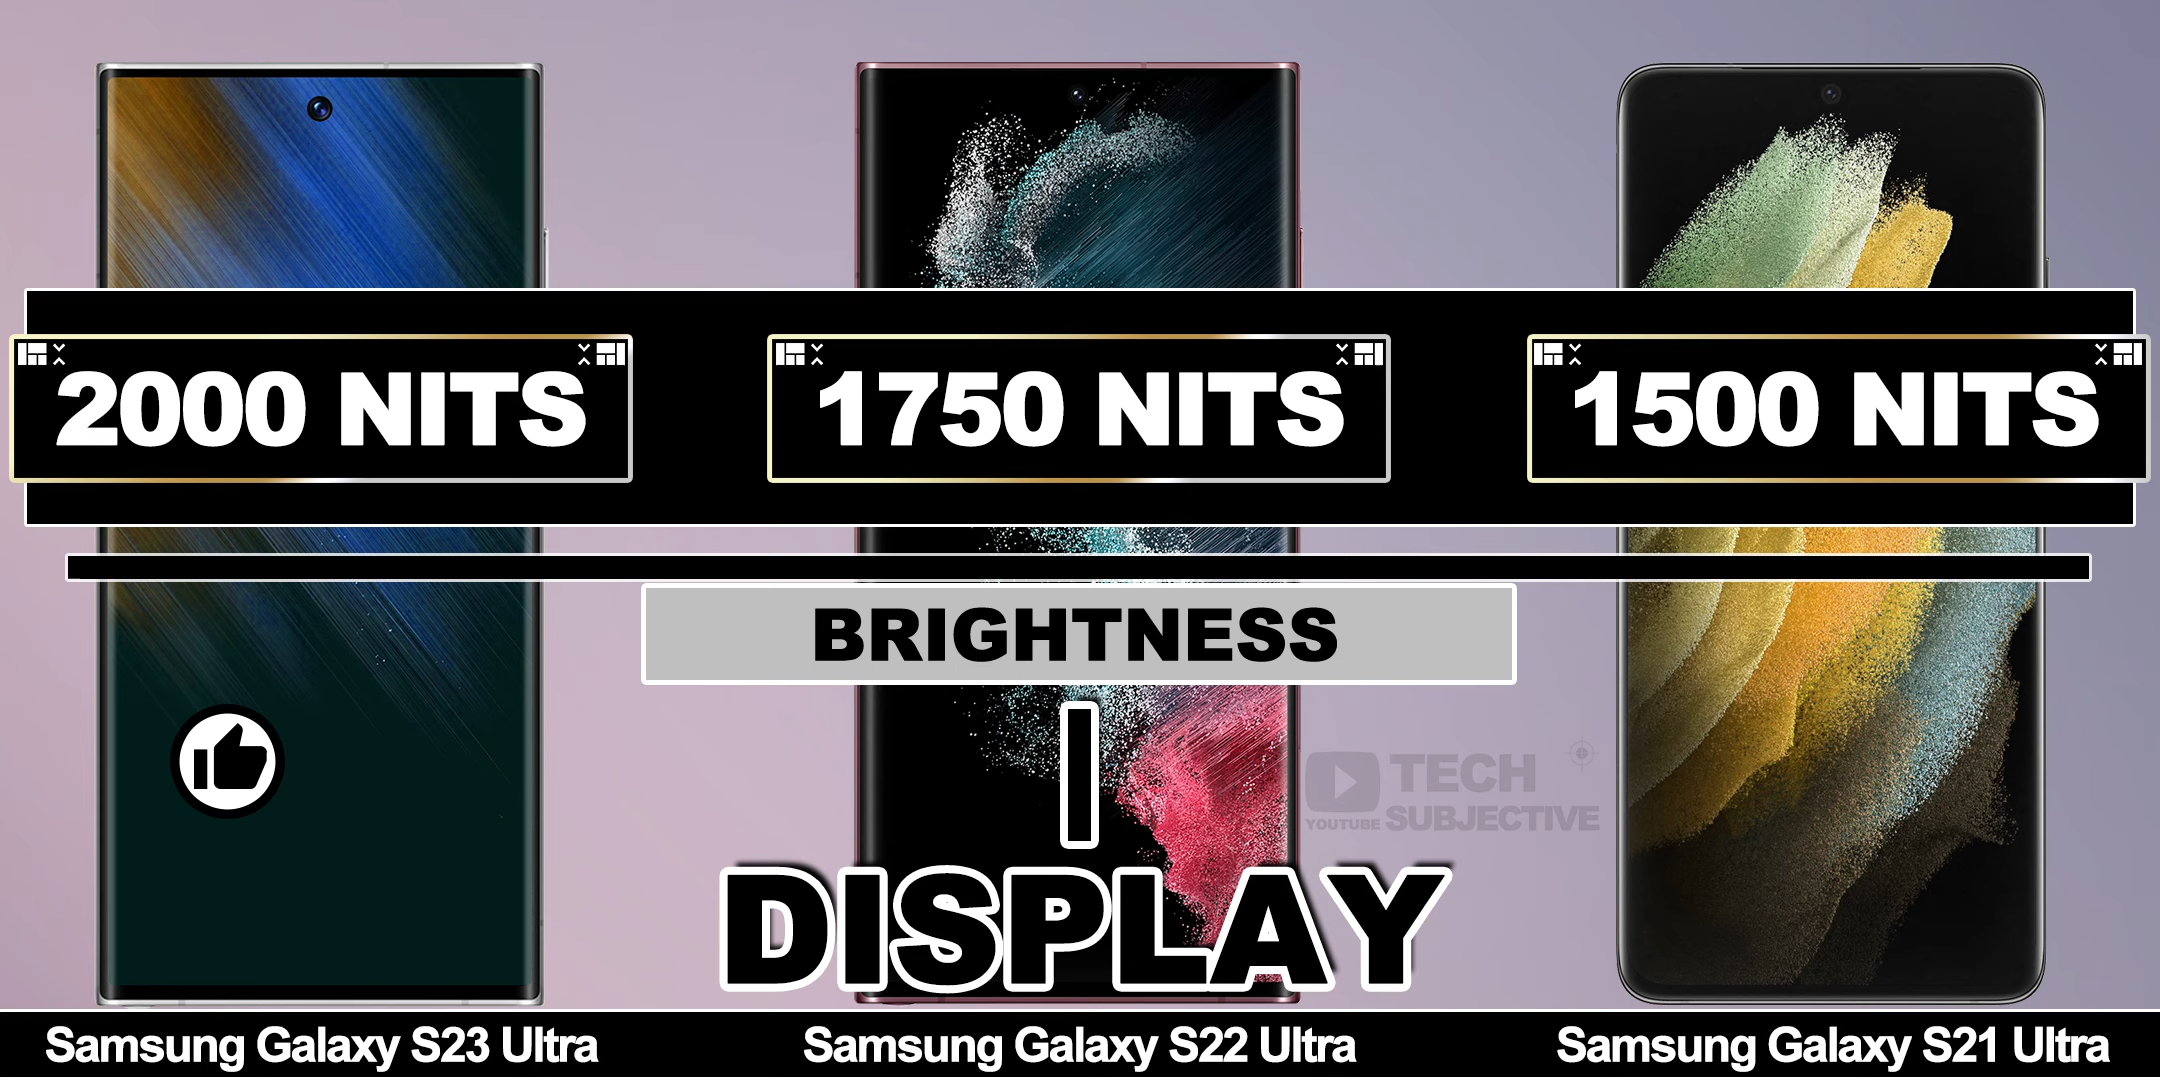 2000 NITS
1750 NITS
1500 NITS
BRIGHTNESS
TECH
YOUTUBE SUBJECTIVE
DISPLAY
Samsung Galaxy S23 Ultra
Samsung Galaxy S22 Ultra
Samsung Galaxy S21 Ultra